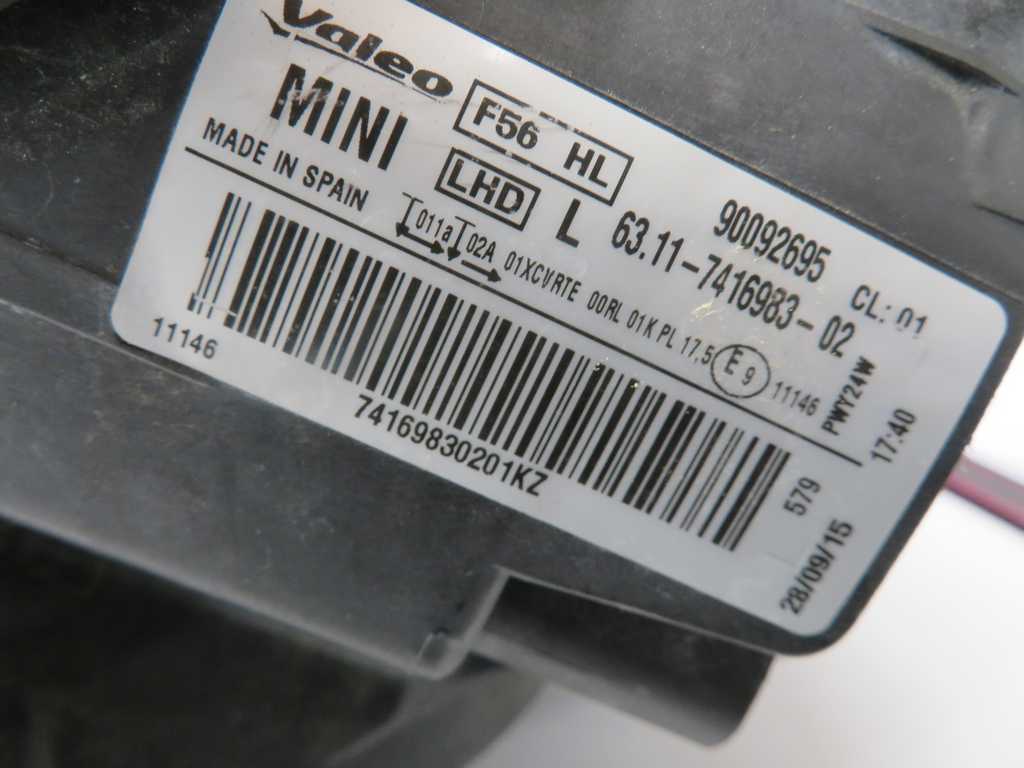 Valeo
MINI F56 HL 90092695 CL: 01
MADE IN SPAIN LHD L 63.11-7416983-02
011a 02A 01XCVRTE 00RL 01K PL 17,5 E 9 11146 PWY24W
11146 74169830201KZ 579
28/09/15 17:40